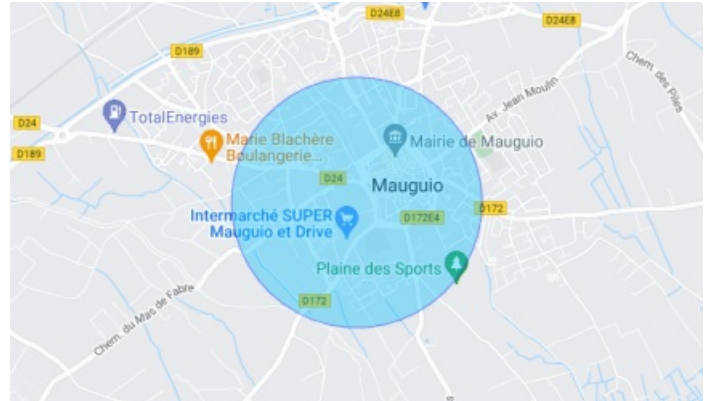 D24E8
D24E8
D189
Chem. des Piles
Av. Jean Moulin
TotalEnergies
D24
Marie Blachère
Boulangerie...
Mairie de Mauguio
D189
D24
Mauguio
Intermarché SUPER
Mauguio et Drive
D172E4
D172
Plaine des Sports
D172
Chem. du Mas de Fabre